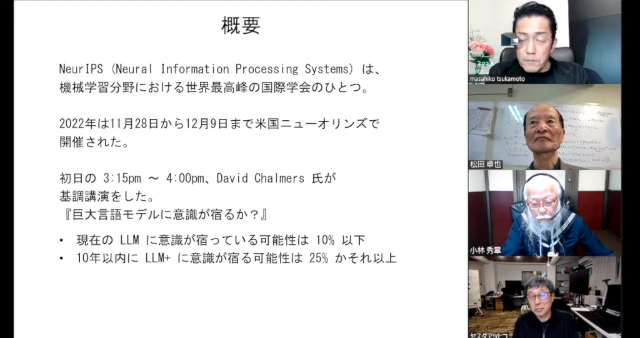 概要
NeurIPS (Neural Information Processing Systems) は、
機械学習分野における世界最高峰の国際学会のひとつ。
2022年は11月28日から12月9日まで米国ニューオリンズで
開催された。
初日の 3:15pm ～ 4:00pm、David Chalmers 氏が
基調講演をした。
『巨大言語モデルに意識が宿るか？』
• 現在の LLM に意識が宿っている可能性は 10% 以下
• 10年以内に LLM+ に意識が宿る可能性は 25% かそれ以上
masahiko tsukamoto
松田 卓也
小林 秀章